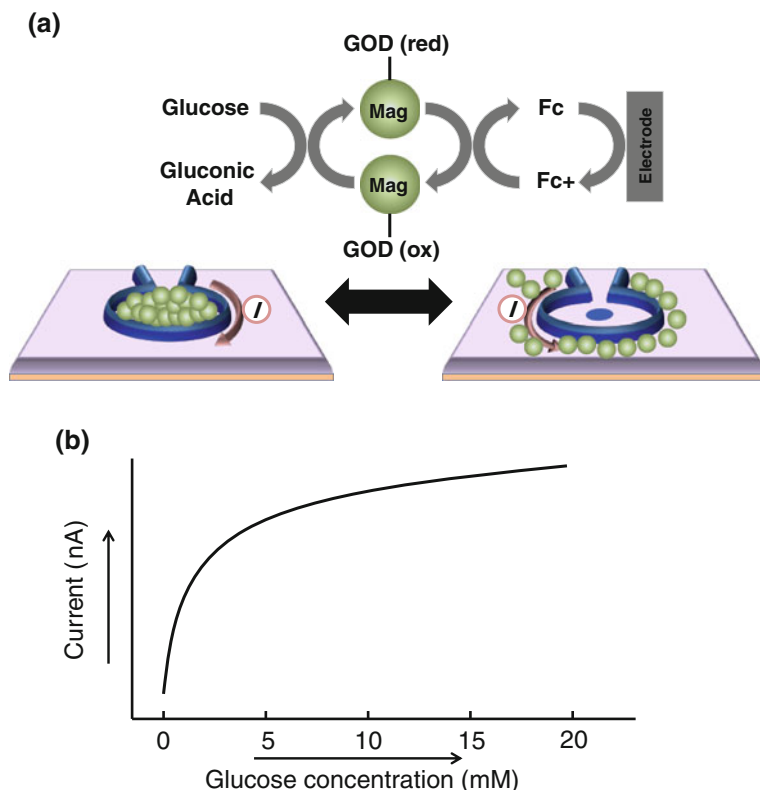 (a)
GOD (red)
Glucose
Mag
Fc
Gluconic
Acid
Mag
Fc+
Electrode
GOD (ox)
I
I
(b)
Current (nA)
0 5 10 15 20
Glucose concentration (mM)